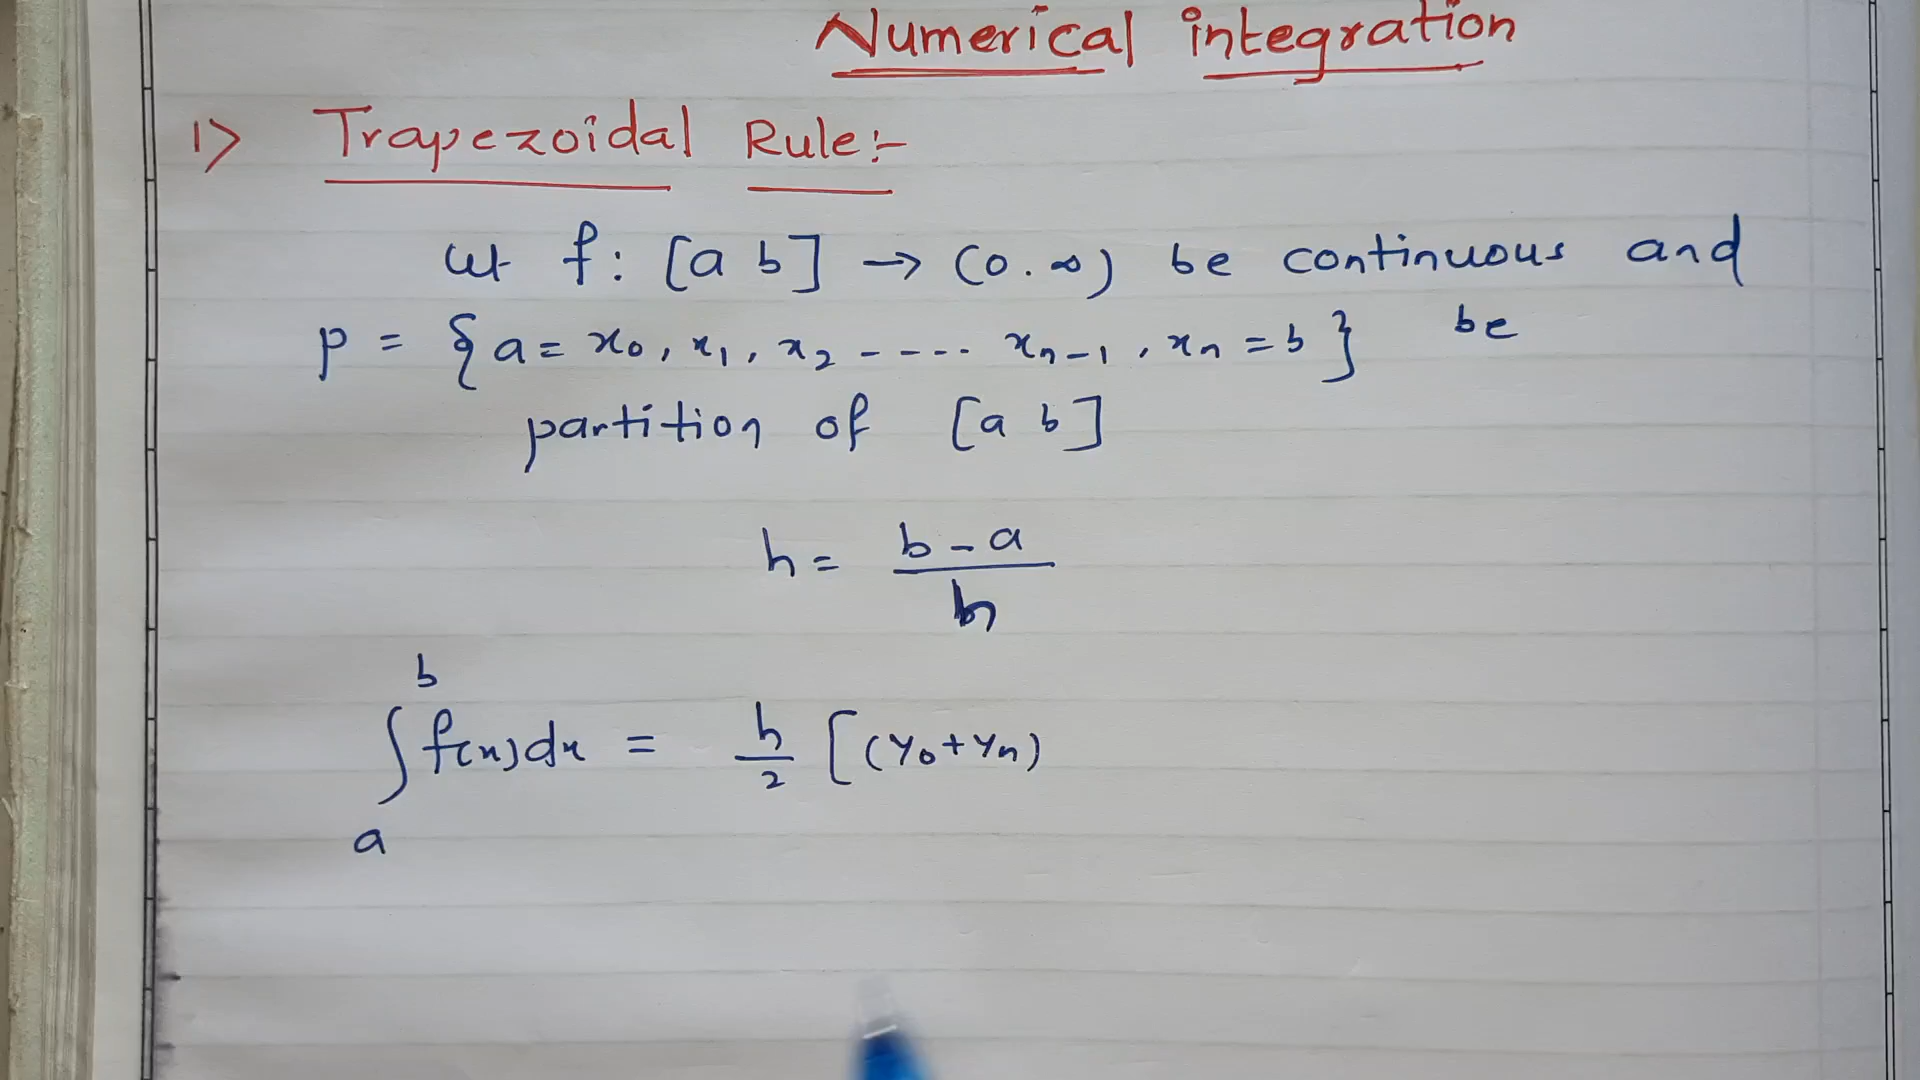 Numerical integration
1) Trapezoidal Rule:-
Let f: [a b] → (0.∞) be continuous and
p = {a = x₀, x₁, x₂ ----.. xₙ₋₁, xₙ = b} be
partition of [a b]
h = b - a / n
∫ₐᵇ f(x)dx = h/2 [(y₀+yₙ)